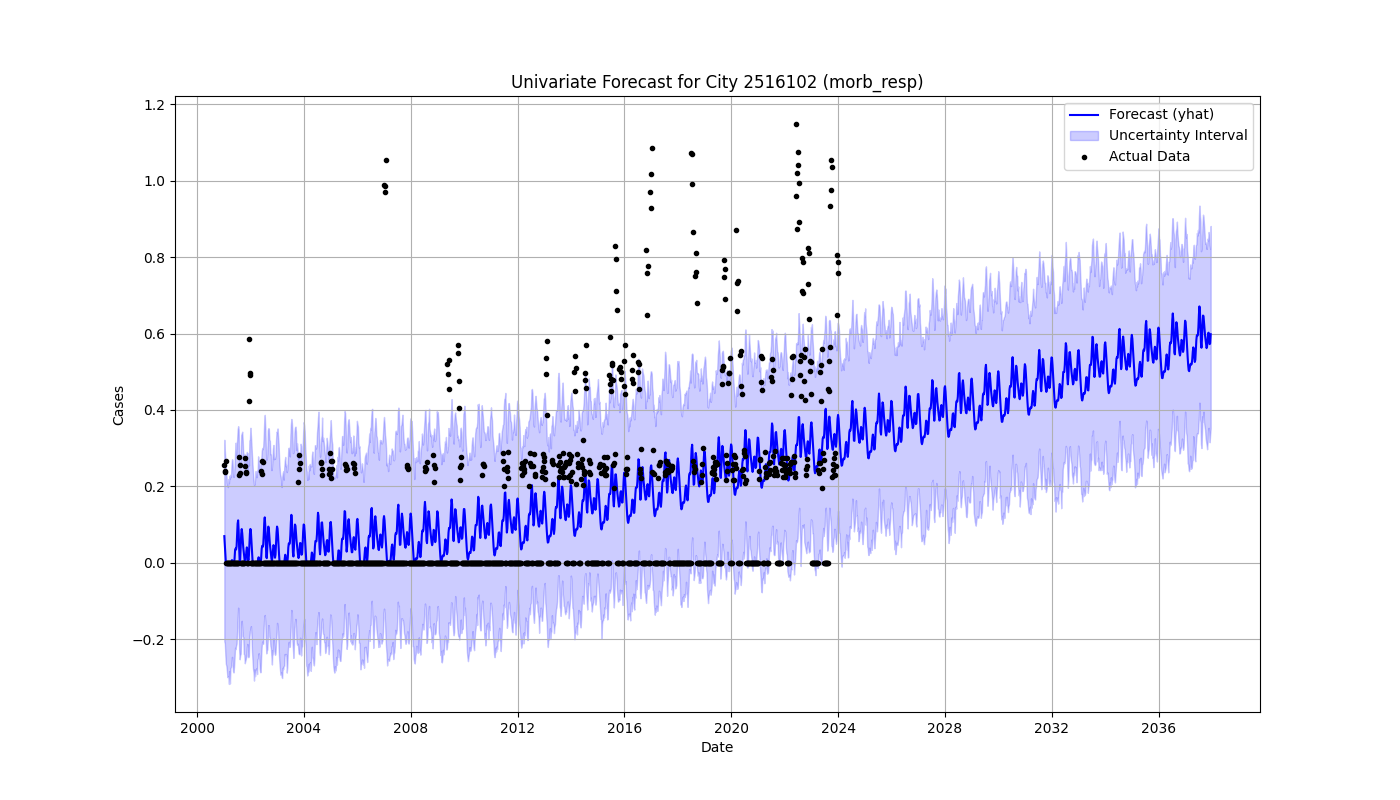 Univariate Forecast for City 2516102 (morb_resp)
Forecast (yhat)
Uncertainty Interval
Actual Data
Cases
1.2
1.0
0.8
0.6
0.4
0.2
0.0
−0.2
2000 2004 2008 2012 2016 2020 2024 2028 2032 2036
Date